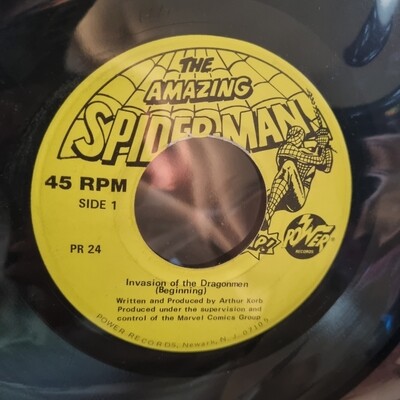 THE
AMAZING
SPIDER-MAN!
45 RPM
SIDE 1
PR 24
P!
POWER
RECORDS
Invasion of the Dragonmen
(Beginning)
Written and Produced by Arthur Korb
Produced under the supervision and
control of the Marvel Comics Group
POWER RECORDS, Newark, N.J. 07105